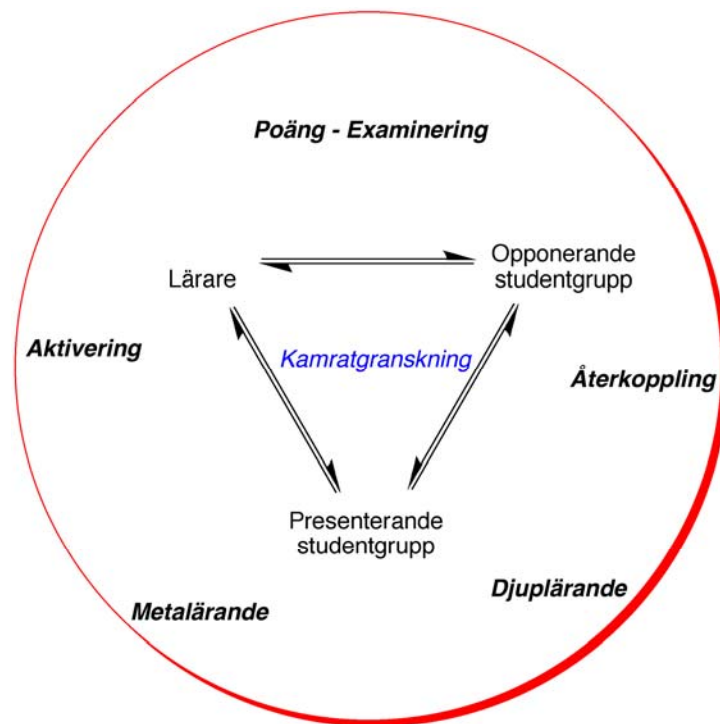 Poäng - Examinering
Lärare
Opponerande
studentgrupp
Aktivering
Kamratgranskning
Återkoppling
Presenterande
studentgrupp
Metalärande
Djuplärande